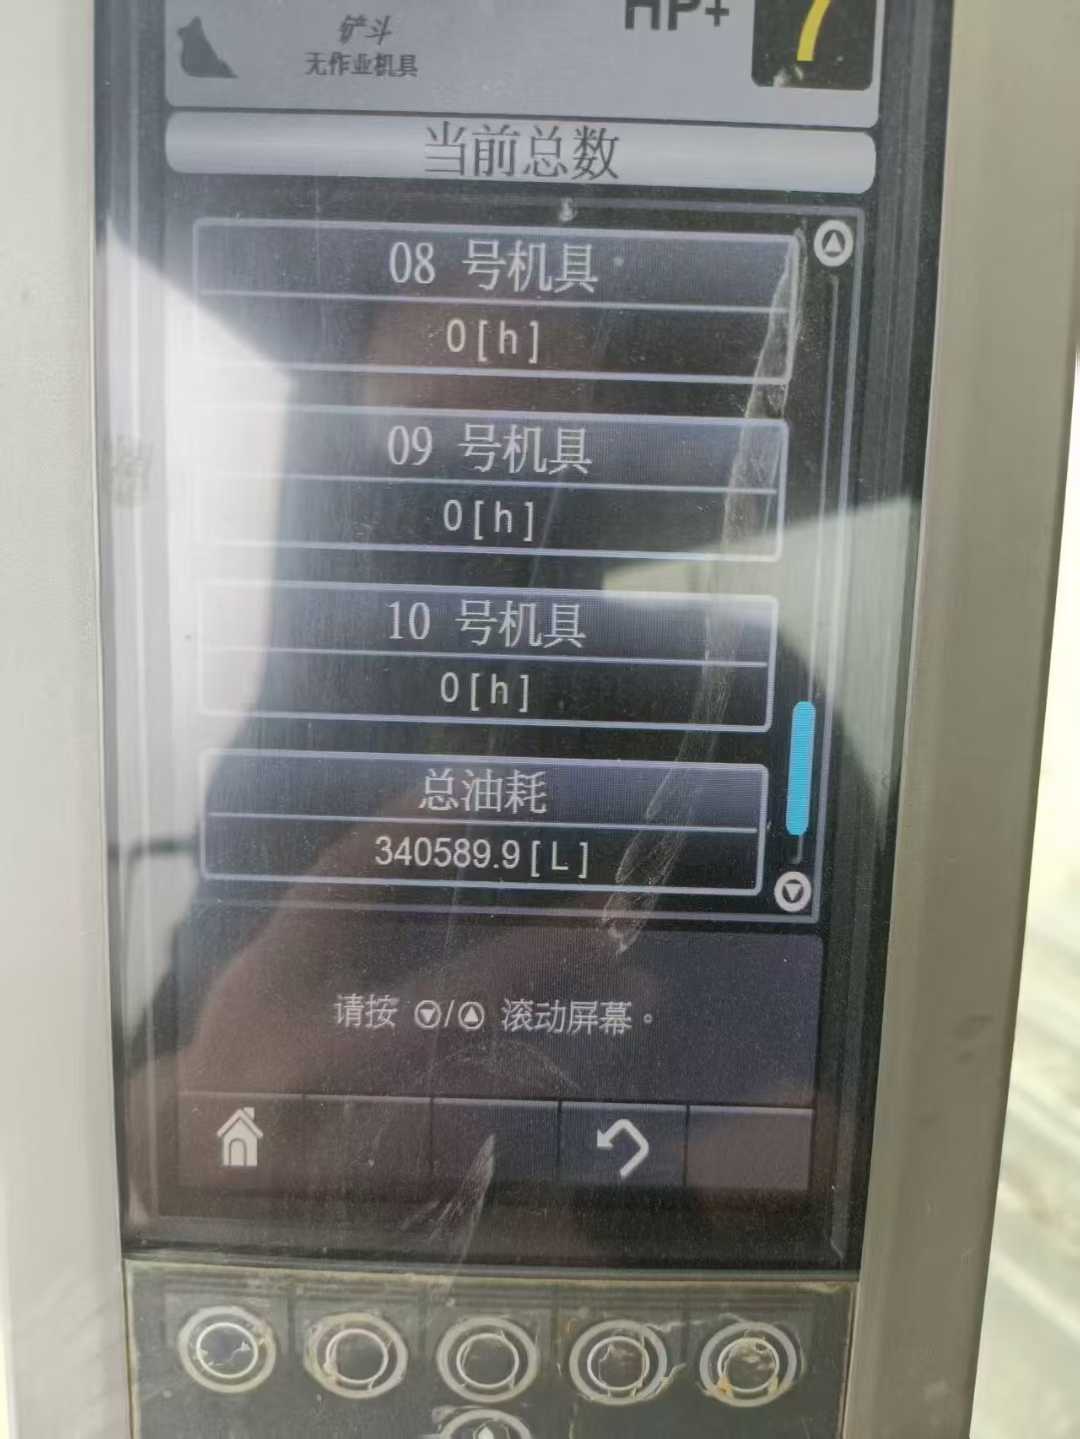 铲斗
无作业机具
HP+
7
当前总数
08 号机具
0[h]
09 号机具
0[h]
10 号机具
0[h]
总油耗
340589.9[L]
请按 ▼/▲ 滚动屏幕。